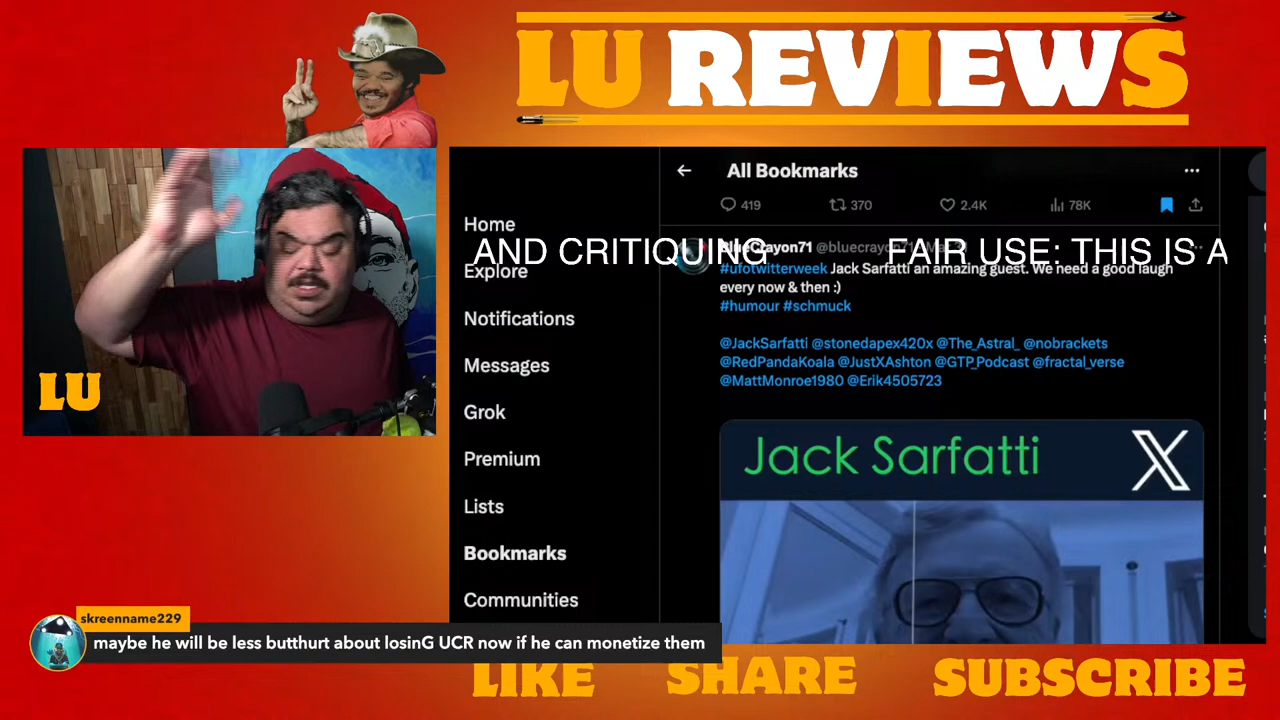 LU REVIEWS
All Bookmarks
419 370 2.4K 78K
Home
Explore
Notifications
Messages
Grok
Premium
Lists
Bookmarks
Communities
AND CRITIQUING FAIR USE: THIS IS A
BlueCrayon71
#ufotwitterweek Jack Sarfatti an amazing guest. We need a good laugh
every now & then :)
#humour #schmuck
@JackSarfatti @stonedapex420x @The_Astral_ @nobrackets
@RedPandaKoala @JustXAshton @GTP_Podcast @fractal_verse
@MattMonroe1980 @Erik4505723
Jack Sarfatti X
LU
skreenname229
maybe he will be less butthurt about losinG UCR now if he can monetize them
LIKE SHARE SUBSCRIBE